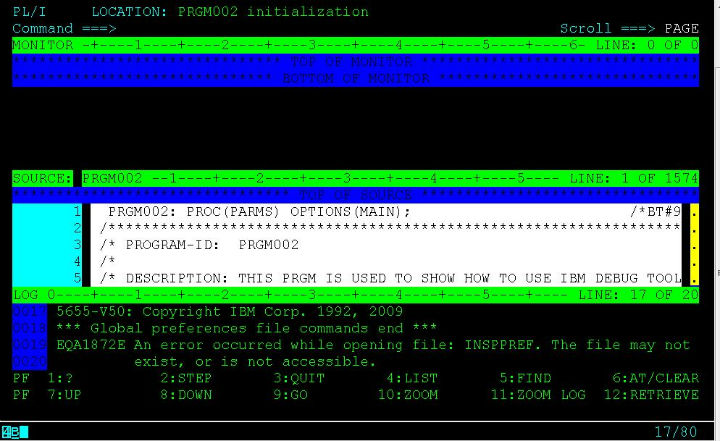 PL/I LOCATION: PRGM002 initialization
Command ===> Scroll ===> PAGE
MONITOR -+----1----+----2----+----3----+----4----+----5----+----6- LINE: 0 OF 0
****************************** TOP OF MONITOR ******************************
***************************** BOTTOM OF MONITOR ****************************
SOURCE: PRGM002 --1----+----2----+----3----+----4----+----5---- LINE: 1 OF 1574
****************************** TOP OF SOURCE ******************************
1 PRGM002: PROC(PARMS) OPTIONS(MAIN); /*BT#9 .
2 /****************************************************************** .
3 /* PROGRAM-ID: PRGM002 .
4 /* .
5 /* DESCRIPTION: THIS PRGM IS USED TO SHOW HOW TO USE IBM DEBUG TOOL .
LOG 0----+----1----+----2----+----3----+----4----+----5----+---- LINE: 17 OF 20
0017 5655-V50: Copyright IBM Corp. 1992, 2009
0018 *** Global preferences file commands end ***
0019 EQA1872E An error occurred while opening file: INSPPREF. The file may not
0020 exist, or is not accessible.
PF 1:? 2:STEP 3:QUIT 4:LIST 5:FIND 6:AT/CLEAR
PF 7:UP 8:DOWN 9:GO 10:ZOOM 11:ZOOM LOG 12:RETRIEVE
17/80